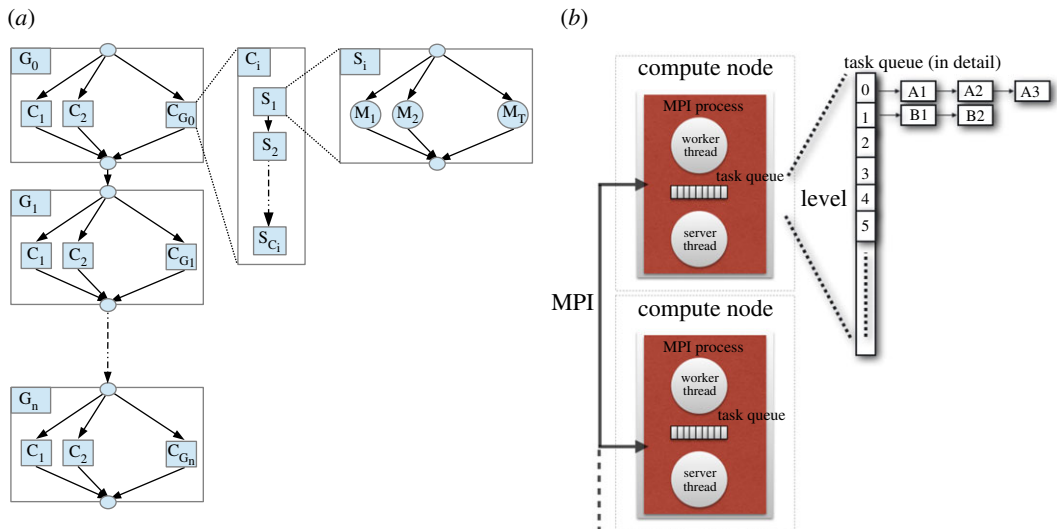 (a)
G0
C1
C2
CG0
Ci
S1
S2
SCi
Si
M1
M2
MT
G1
C1
C2
CG1
Gn
C1
C2
CGn
(b)
compute node
MPI process
worker
thread
task queue
server
thread
MPI
compute node
MPI process
worker
thread
task queue
server
thread
task queue (in detail)
level
0
1
2
3
4
5
A1
A2
A3
B1
B2